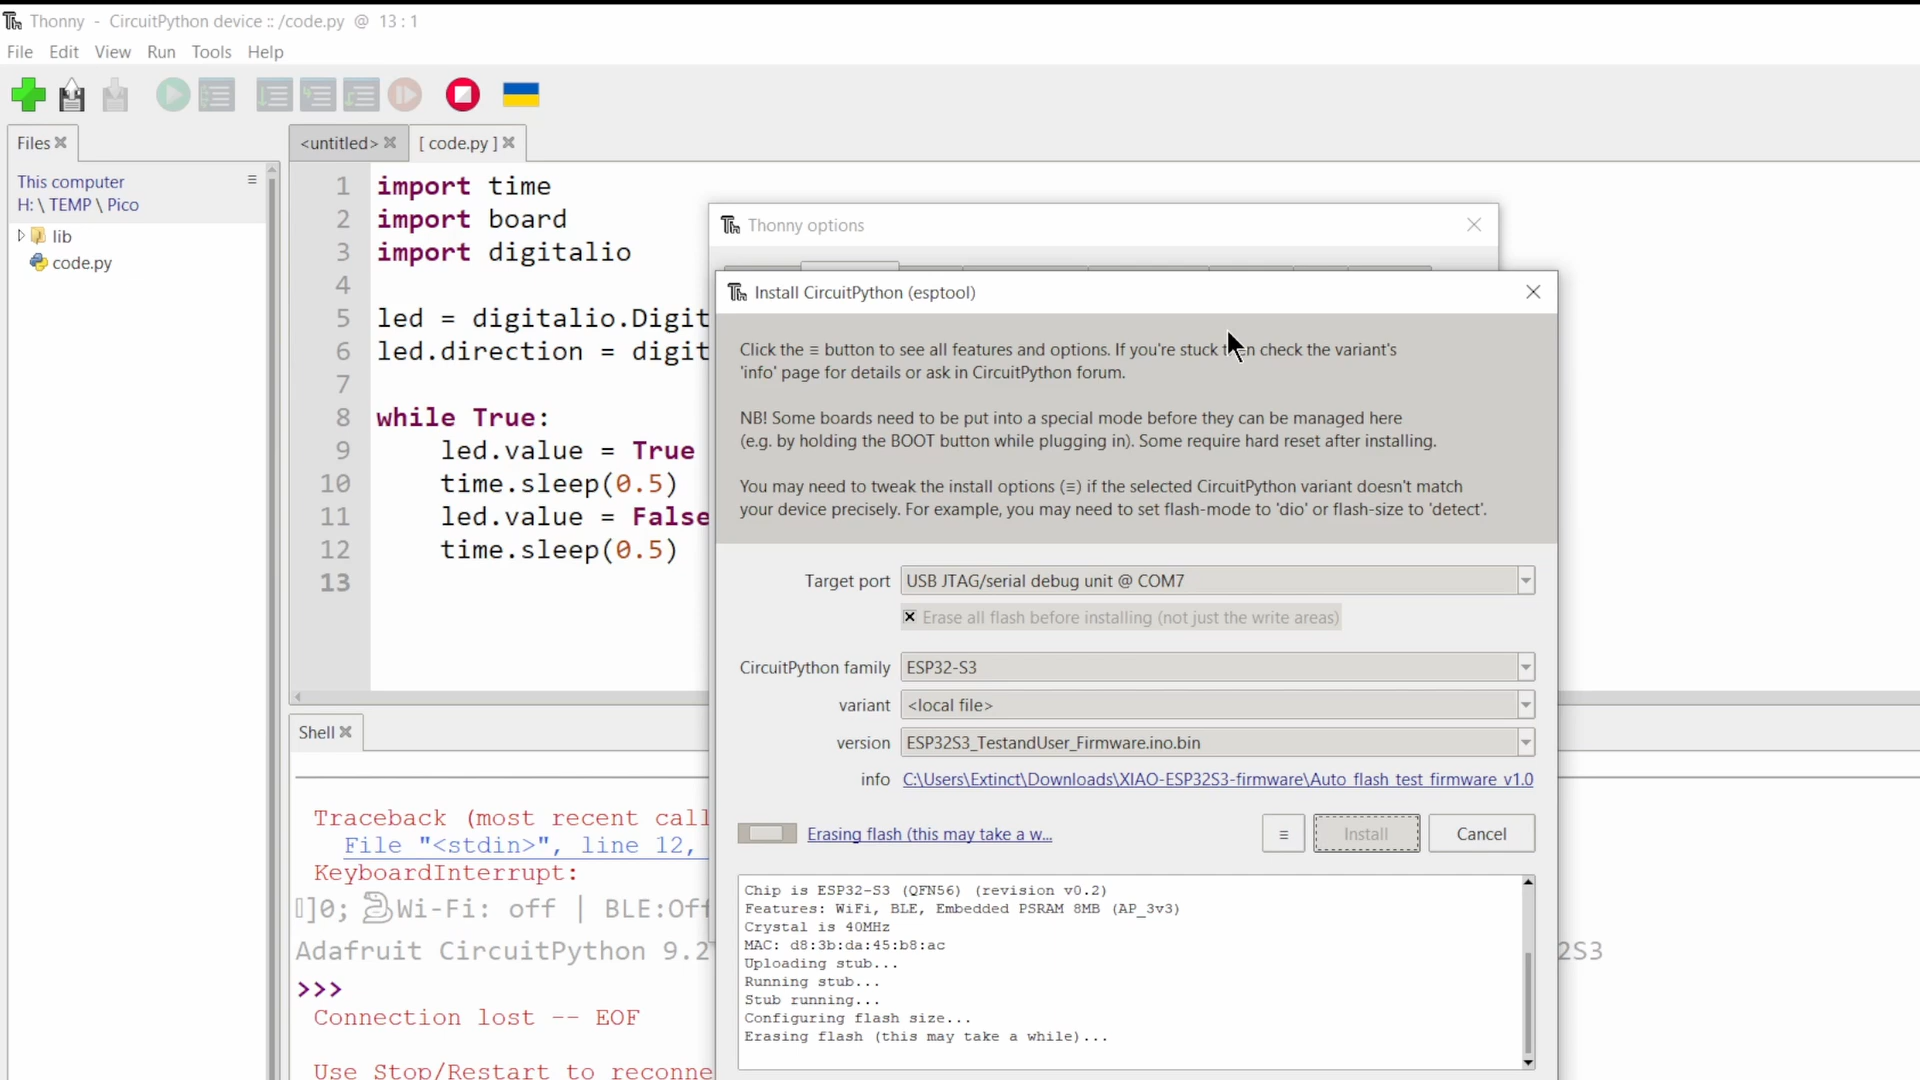 Thonny - CircuitPython device :: /code.py @ 13 : 1
File Edit View Run Tools Help
Files
<untitled>
[ code.py ]
This computer
H: \ TEMP \ Pico
lib
code.py
1 import time
2 import board
3 import digitalio
4
5 led = digitalio.Digit
6 led.direction = digit
7
8 while True:
9 led.value = True
10 time.sleep(0.5)
11 led.value = False
12 time.sleep(0.5)
13
Thonny options
Install CircuitPython (esptool)
Click the ≡ button to see all features and options. If you're stuck check the variant's
'info' page for details or ask in CircuitPython forum.
NB! Some boards need to be put into a special mode before they can be managed here
(e.g. by holding the BOOT button while plugging in). Some require hard reset after installing.
You may need to tweak the install options (≡) if the selected CircuitPython variant doesn't match
your device precisely. For example, you may need to set flash-mode to 'dio' or flash-size to 'detect'.
Target port USB JTAG/serial debug unit @ COM7
Erase all flash before installing (not just the write areas)
CircuitPython family ESP32-S3
variant <local file>
version ESP32S3_TestandUser_Firmware.ino.bin
info C:\Users\Extinct\Downloads\XIAO-ESP32S3-firmware\Auto flash test firmware v1.0
Erasing flash (this may take a w...
≡ Install Cancel
Chip is ESP32-S3 (QFN56) (revision v0.2)
Features: WiFi, BLE, Embedded PSRAM 8MB (AP_3v3)
Crystal is 40MHz
MAC: d8:3b:da:45:b8:ac
Uploading stub...
Running stub...
Stub running...
Configuring flash size...
Erasing flash (this may take a while)...
Shell
Traceback (most recent call
File "<stdin>", line 12,
KeyboardInterrupt:
]0; Wi-Fi: off | BLE:Off
Adafruit CircuitPython 9.2 2S3
>>>
Connection lost -- EOF
Use Stop/Restart to reconne